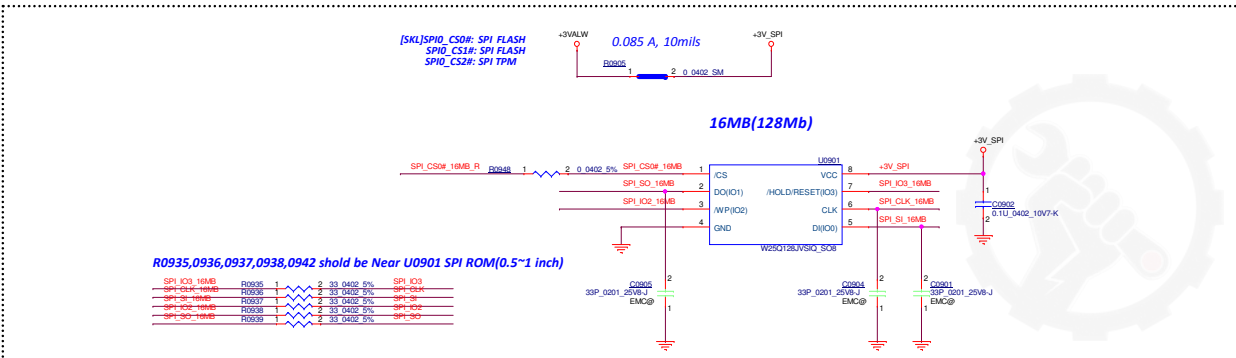 [SKL]SPI0_CS0#: SPI FLASH
SPI0_CS1#: SPI FLASH
SPI0_CS2#: SPI TPM
+3VALW
0.085 A, 10mils
+3V_SPI
R0905
1
2
0_0402_SM
16MB(128Mb)
+3V_SPI
SPI_CS0#_16MB_R
R0948
1
2
0_0402_5%
SPI_CS0#_16MB
1
/CS
U0901
VCC
8
+3V_SPI
SPI_SO_16MB
2
DO(IO1)
/HOLD/RESET(IO3)
7
SPI_IO3_16MB
SPI_IO2_16MB
3
/WP(IO2)
CLK
6
SPI_CLK_16MB
4
GND
DI(IO0)
5
SPI_SI_16MB
W25Q128JVSIQ_SO8
1
C0902
0.1U_0402_10V7-K
2
R0935,0936,0937,0938,0942 shold be Near U0901 SPI ROM(0.5~1 inch)
SPI_IO3_16MB R0935 1 2 33_0402_5% SPI_IO3
SPI_CLK_16MB R0936 1 2 33_0402_5% SPI_CLK
SPI_SI_16MB R0937 1 2 33_0402_5% SPI_SI
SPI_IO2_16MB R0938 1 2 33_0402_5% SPI_IO2
SPI_SO_16MB R0939 1 2 33_0402_5% SPI_SO
2
C0905
33P_0201_25V8-J
EMC@
1
2
C0904
33P_0201_25V8-J
EMC@
1
2
C0901
33P_0201_25V8-J
EMC@
1